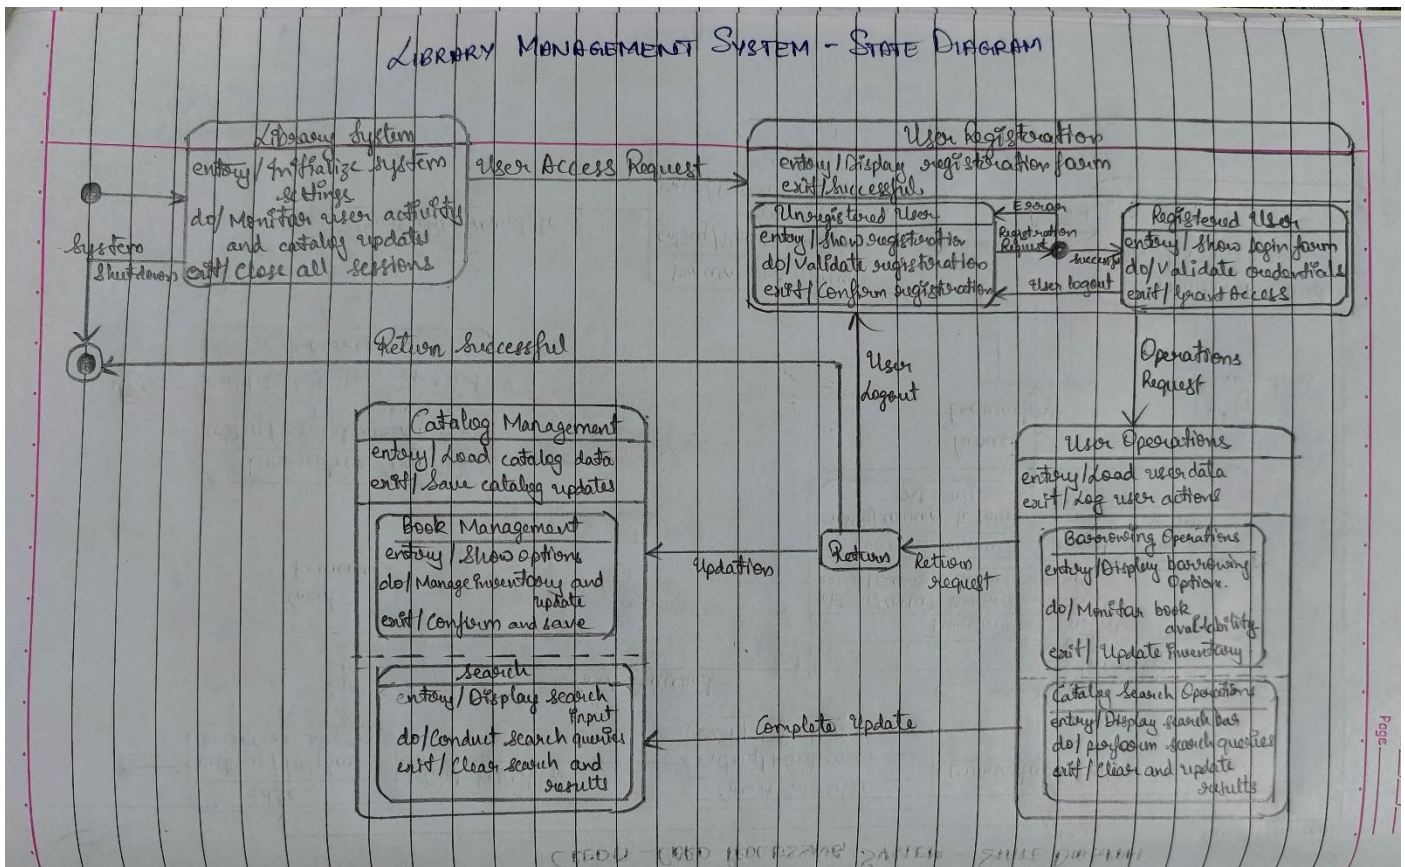 LIBRARY MANAGEMENT SYSTEM - STATE DIAGRAM
Library System
entry/Initialize system
settings
do/Monitor user activity
and catalog updates
exit/Close all sessions
System
Shutdown
User Access Request
User Registration
entry/Display registration form
exit/Successful
Unregistered User
entry/Show registration
do/Validate registration
exit/Confirm registration
Error
Registration
Request
Success
User logout
Registered User
entry/Show login form
do/Validate credentials
exit/Grant Access
Return Successful
User
Logout
Operations
Request
Catalog Management
entry/Load catalog data
exit/Save catalog updates
Book Management
entry/Show options
do/Manage Inventory and
update
exit/Confirm and save
Search
entry/Display search
input
do/Conduct search queries
exit/Clear search and
results
Updation
Return
Return
request
Complete Update
User Operations
entry/Load user data
exit/Log user actions
Borrowing Operations
entry/Display borrowing
option.
do/Monitor book
availability
exit/Update inventory
Catalog Search Operations
entry/Display search bar
do/perform search queries
exit/Clear and update
results
Page